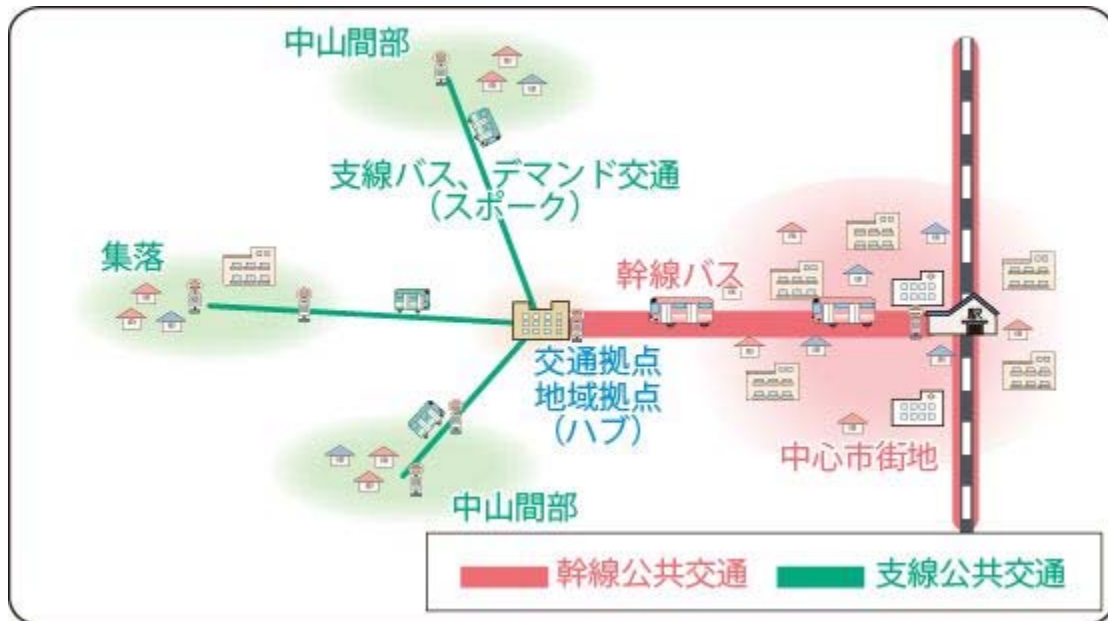 中山間部
支線バス、デマンド交通
（スポーク）
集落
幹線バス
駅
交通拠点
地域拠点
（ハブ）
中心市街地
中山間部
幹線公共交通
支線公共交通